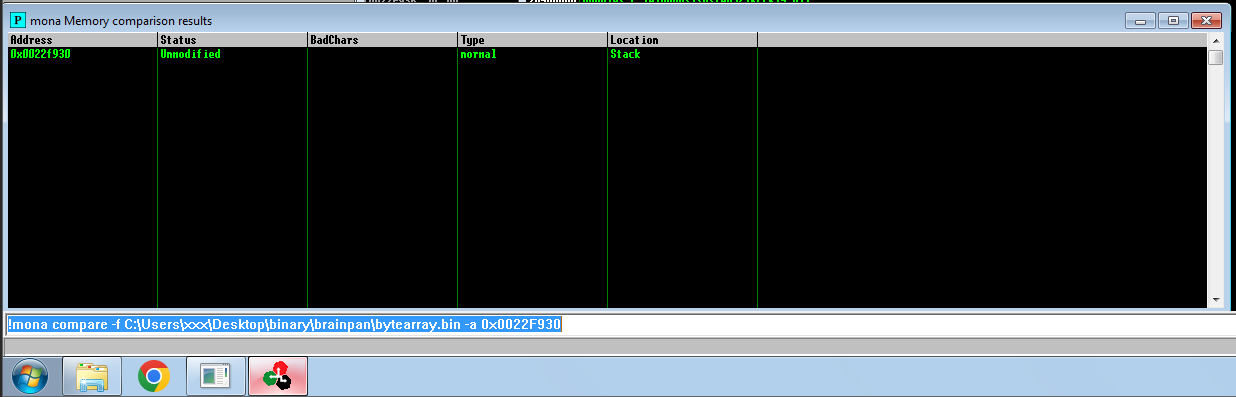 P mona Memory comparison results
Address Status BadChars Type Location
0x0022f930 Unmodified normal Stack
!mona compare -f C:\Users\xxx\Desktop\binary\brainpan\bytearray.bin -a 0x0022F930